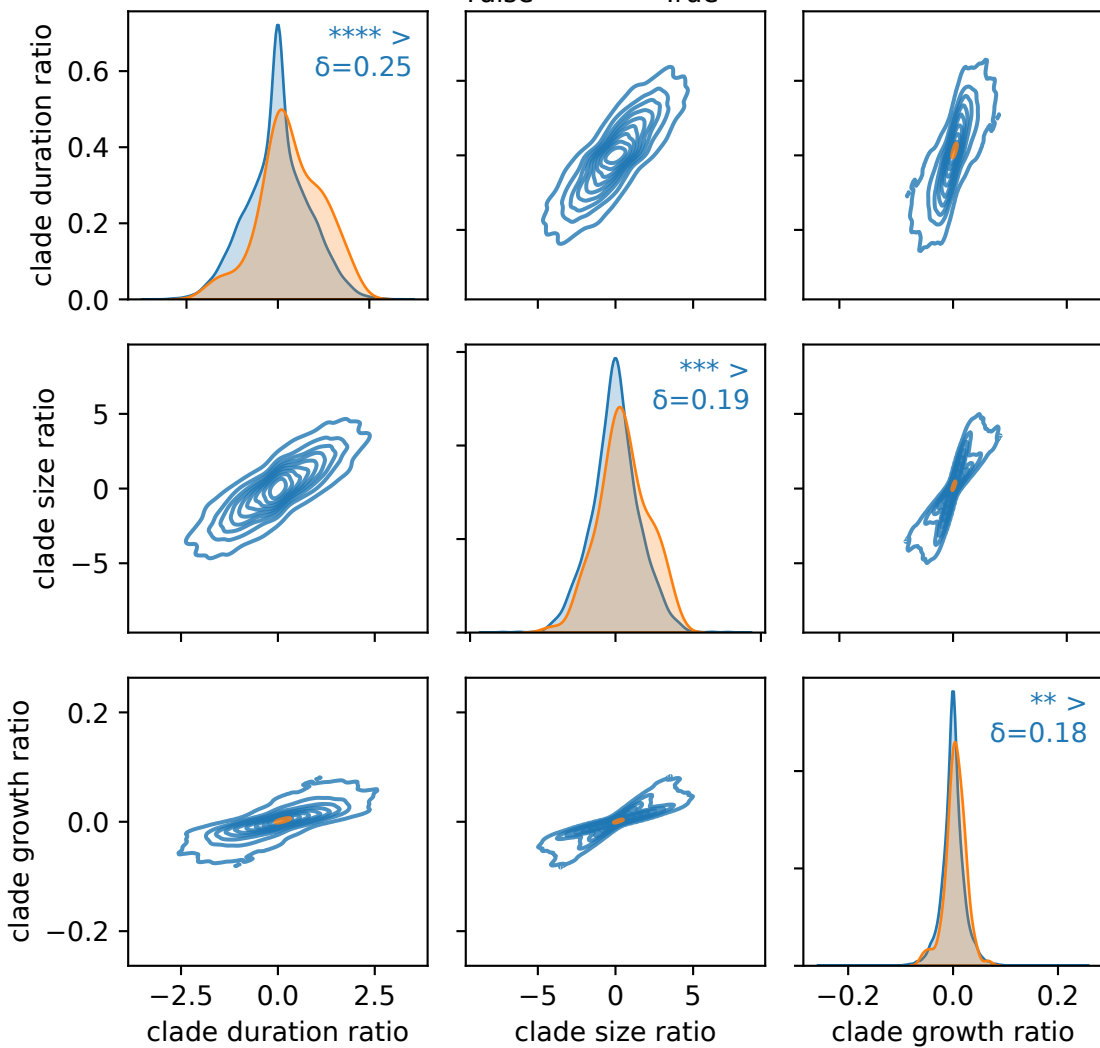 clade duration ratio
0.6
0.4
0.2
0.0
**** >
δ=0.25
clade size ratio
5
0
−5
*** >
δ=0.19
clade growth ratio
0.2
0.0
−0.2
** >
δ=0.18
−2.5 0.0 2.5
−5 0 5
−0.2 0.0 0.2
clade duration ratio
clade size ratio
clade growth ratio